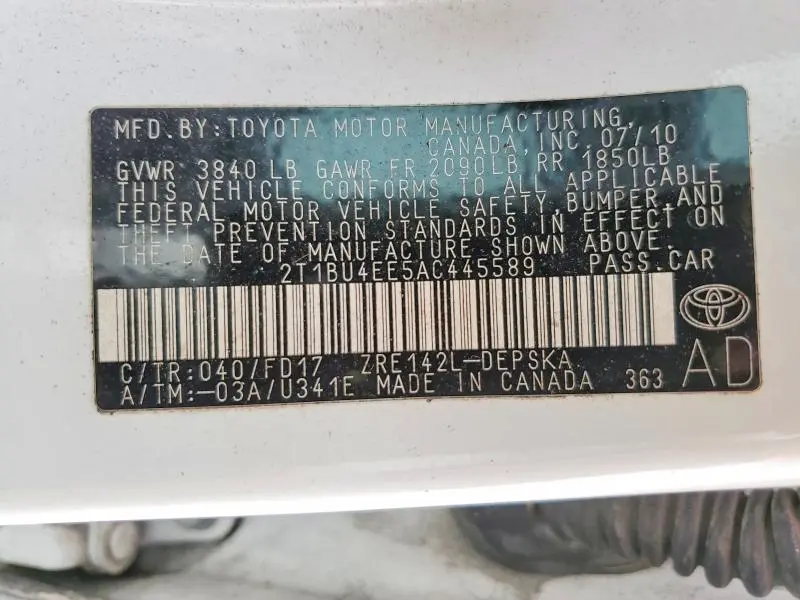 MFD. BY: TOYOTA MOTOR MANUFACTURING
CANADA, INC. 07/10
GVWR 3840 LB GAWR FR 2090LB, RR 1850LB
THIS VEHICLE CONFORMS TO ALL APPLICABLE
FEDERAL MOTOR VEHICLE SAFETY, BUMPER, AND
THEFT PREVENTION STANDARDS IN EFFECT ON
THE DATE OF MANUFACTURE SHOWN ABOVE.
2T1BU4EE5AC445589 PASS. CAR
C/TR: 040/FD17 ZRE142L-DEPSKA
A/TM: -03A/U341E MADE IN CANADA 363
AD